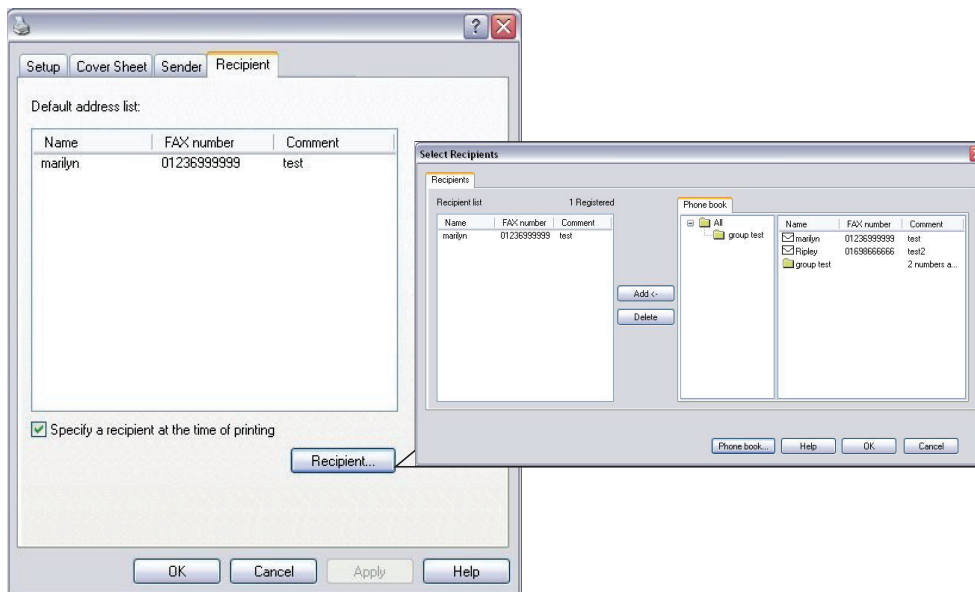 Setup Cover Sheet Sender Recipient
Default address list:
Name FAX number Comment
marilyn 01236999999 test
Specify a recipient at the time of printing
Recipient...
OK Cancel Apply Help
Select Recipients
Recipients
Recipient list 1 Registered
Name FAX number Comment
marilyn 01236999999 test
Add <-
Delete
Phone book
All
group test
Name FAX number Comment
marilyn 01236999999 test
Ripley 01698666666 test2
group test 2 numbers a...
Phone book... Help OK Cancel